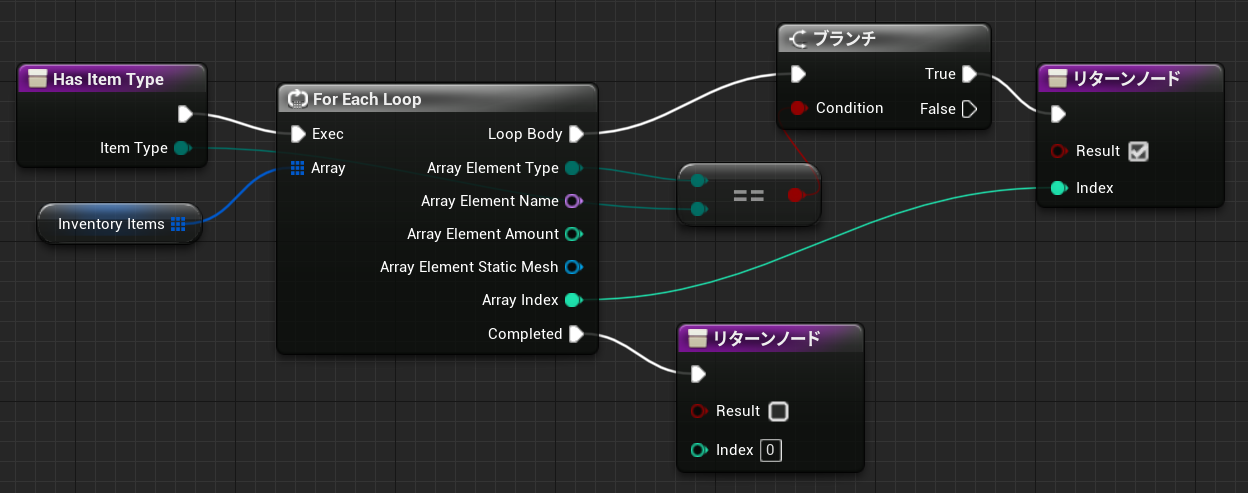 Has Item Type
Item Type
Inventory Items
For Each Loop
Exec
Loop Body
Array
Array Element Type
Array Element Name
Array Element Amount
Array Element Static Mesh
Array Index
Completed
==
ブランチ
True
Condition
False
リターンノード
Result
Index
リターンノード
Result
Index 0